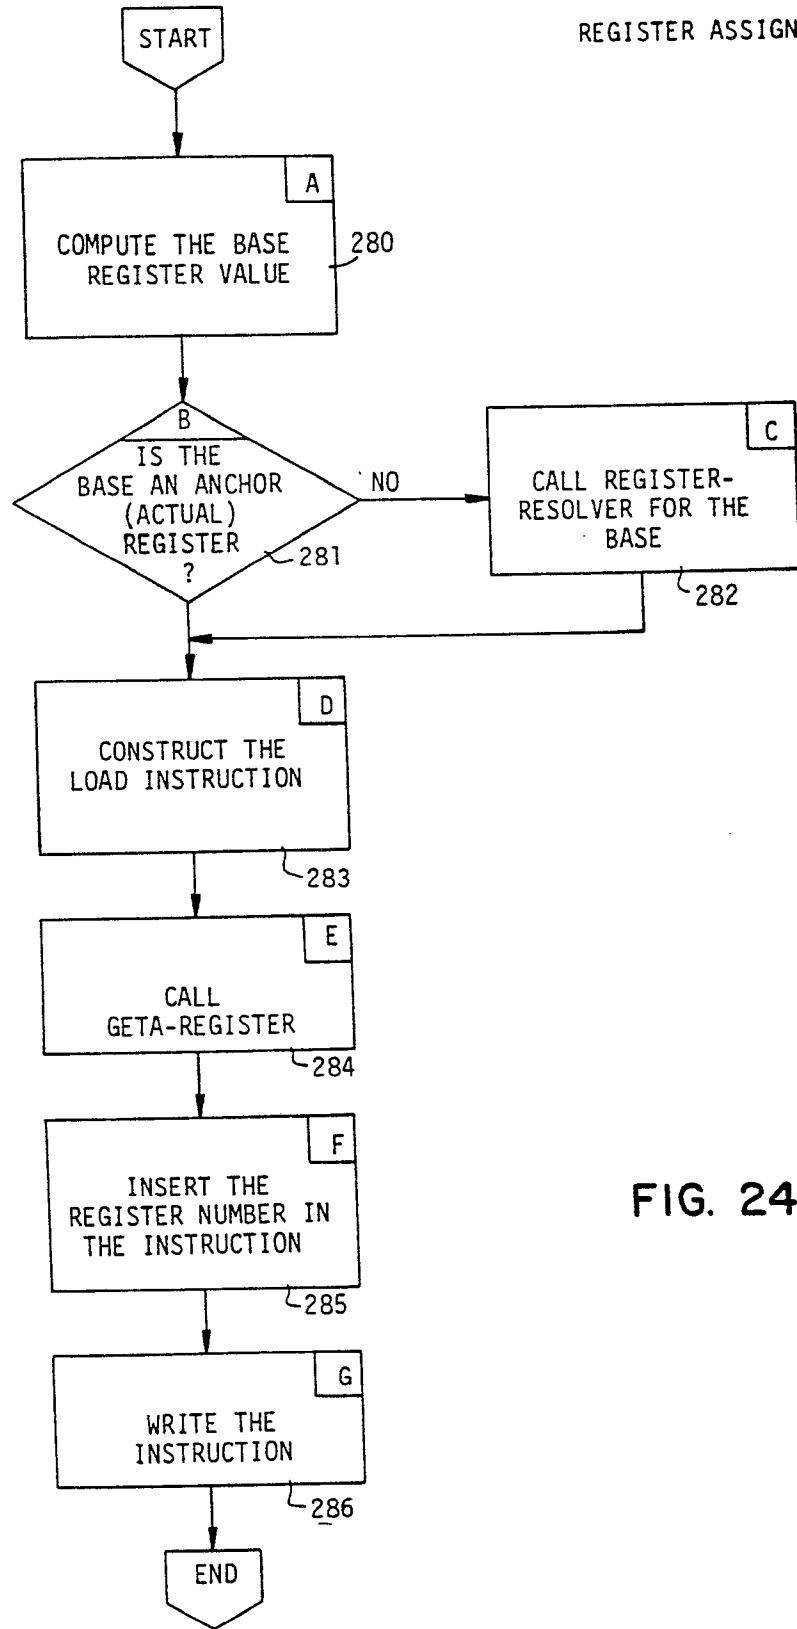 START
REGISTER ASSIGN
A
COMPUTE THE BASE
REGISTER VALUE
280
B
IS THE
BASE AN ANCHOR
(ACTUAL)
REGISTER
?
281
NO
C
CALL REGISTER-
RESOLVER FOR THE
BASE
282
D
CONSTRUCT THE
LOAD INSTRUCTION
283
E
CALL
GETA-REGISTER
284
F
INSERT THE
REGISTER NUMBER IN
THE INSTRUCTION
285
FIG. 24
G
WRITE THE
INSTRUCTION
286
END